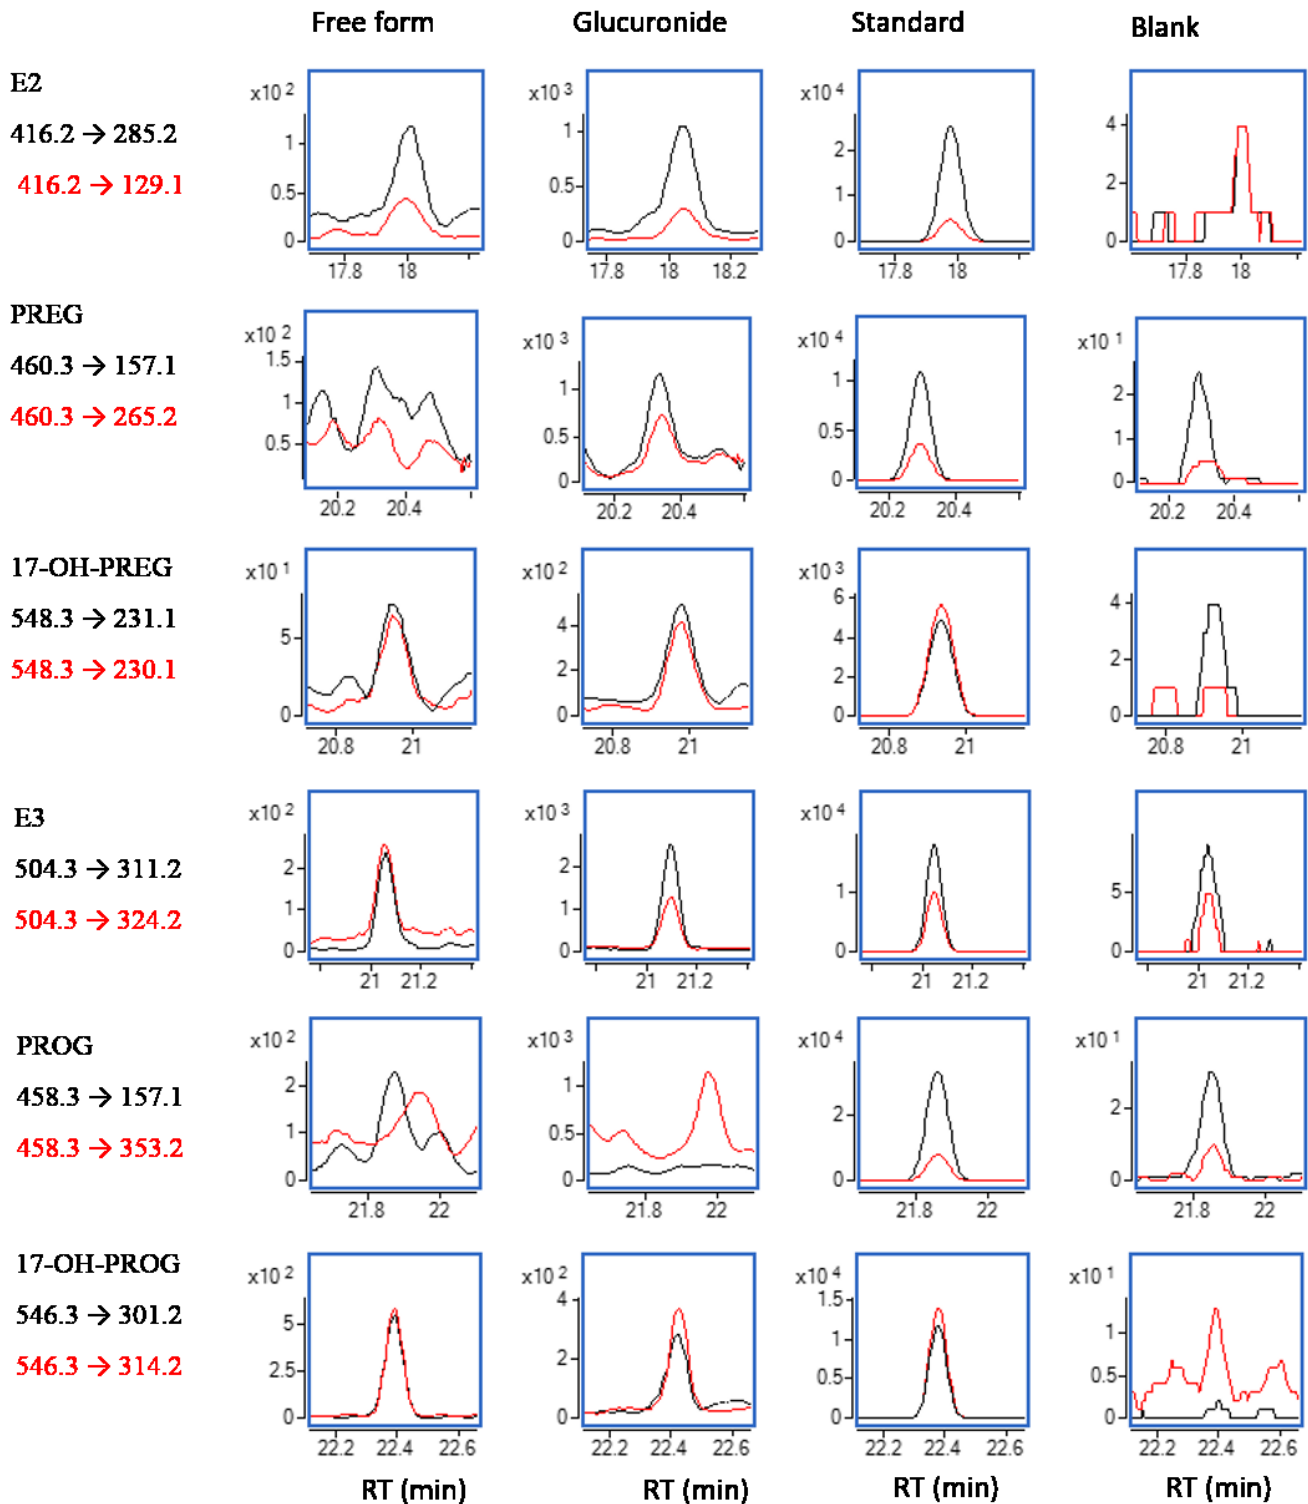 Free form Glucuronide Standard Blank
E2
416.2 → 285.2
416.2 → 129.1
x10 2 x10 3 x10 4
1 0.5 0 1 0.5 0 2 1 0 4 2 0
17.8 18 17.8 18 18.2 17.8 18 17.8 18
PREG
460.3 → 157.1
460.3 → 265.2
x10 2 x10 3 x10 4 x10 1
1.5 1 0.5 1 0.5 0 1 0.5 0 2 1 0
20.2 20.4 20.2 20.4 20.2 20.4 20.2 20.4
17-OH-PREG
548.3 → 231.1
548.3 → 230.1
x10 1 x10 2 x10 3
5 0 4 2 0 6 4 2 0 4 2 0
20.8 21 20.8 21 20.8 21 20.8 21
E3
504.3 → 311.2
504.3 → 324.2
x10 2 x10 3 x10 4
2 1 0 2 1 0 1 0 5 0
21 21.2 21 21.2 21 21.2 21 21.2
PROG
458.3 → 157.1
458.3 → 353.2
x10 2 x10 3 x10 4 x10 1
2 1 0 1 0.5 0 2 0 2 0
21.8 22 21.8 22 21.8 22 21.8 22
17-OH-PROG
546.3 → 301.2
546.3 → 314.2
x10 2 x10 2 x10 4 x10 1
5 2.5 0 4 2 0 1.5 1 0.5 0 1 0.5 0
22.2 22.4 22.6 22.2 22.4 22.6 22.2 22.4 22.6 22.2 22.4 22.6
RT (min) RT (min) RT (min) RT (min)